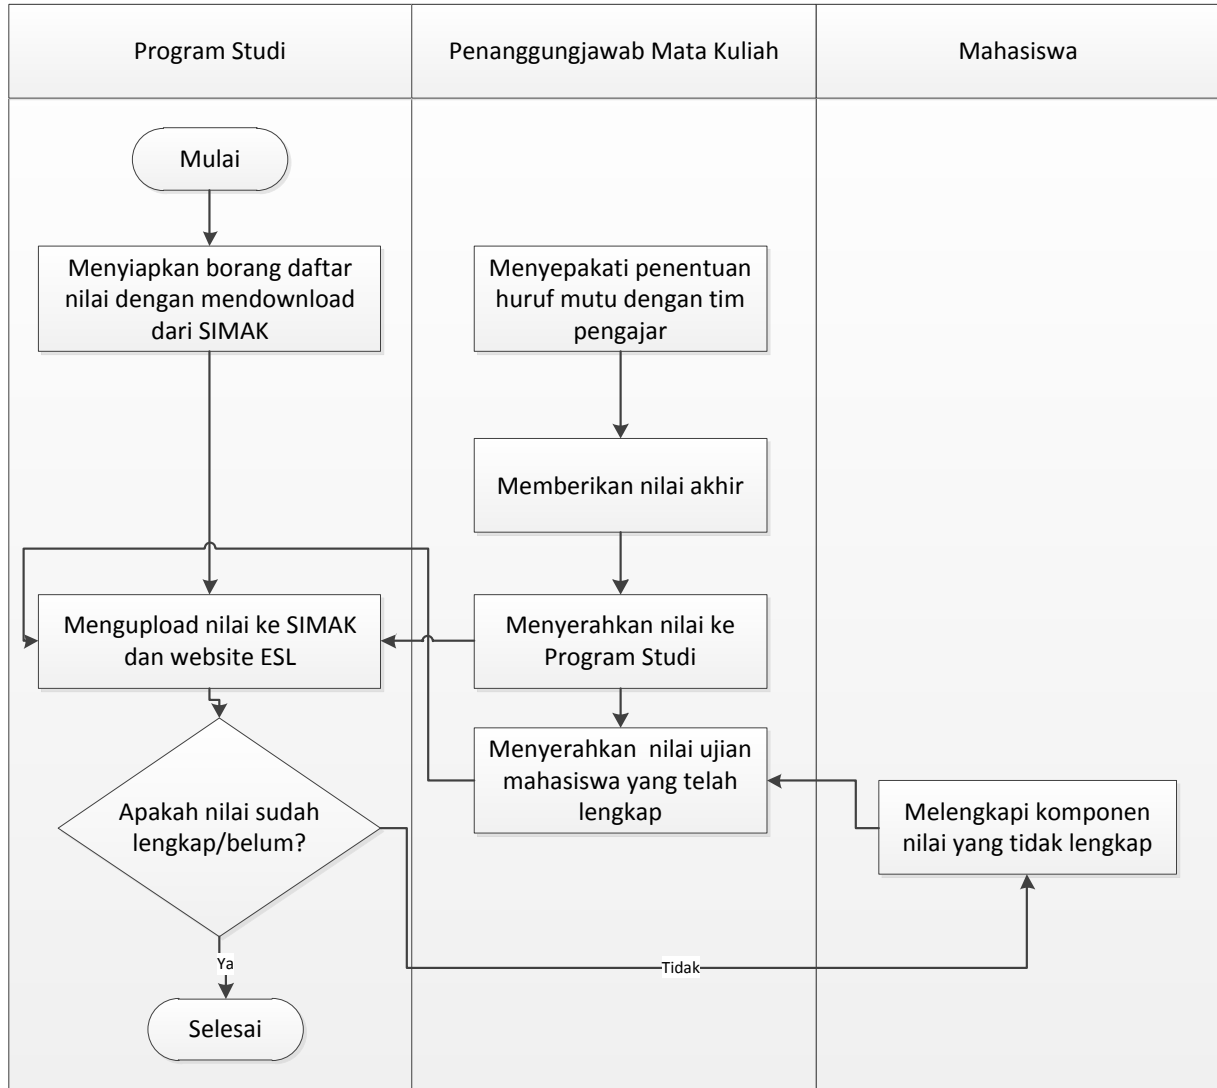 Program Studi
Penanggungjawab Mata Kuliah
Mahasiswa
Mulai
Menyiapkan borang daftar
nilai dengan mendownload
dari SIMAK
Menyepakati penentuan
huruf mutu dengan tim
pengajar
Memberikan nilai akhir
Mengupload nilai ke SIMAK
dan website ESL
Menyerahkan nilai ke
Program Studi
Menyerahkan  nilai ujian
mahasiswa yang telah
lengkap
Apakah nilai sudah
lengkap/belum?
Melengkapi komponen
nilai yang tidak lengkap
Ya
Tidak
Selesai